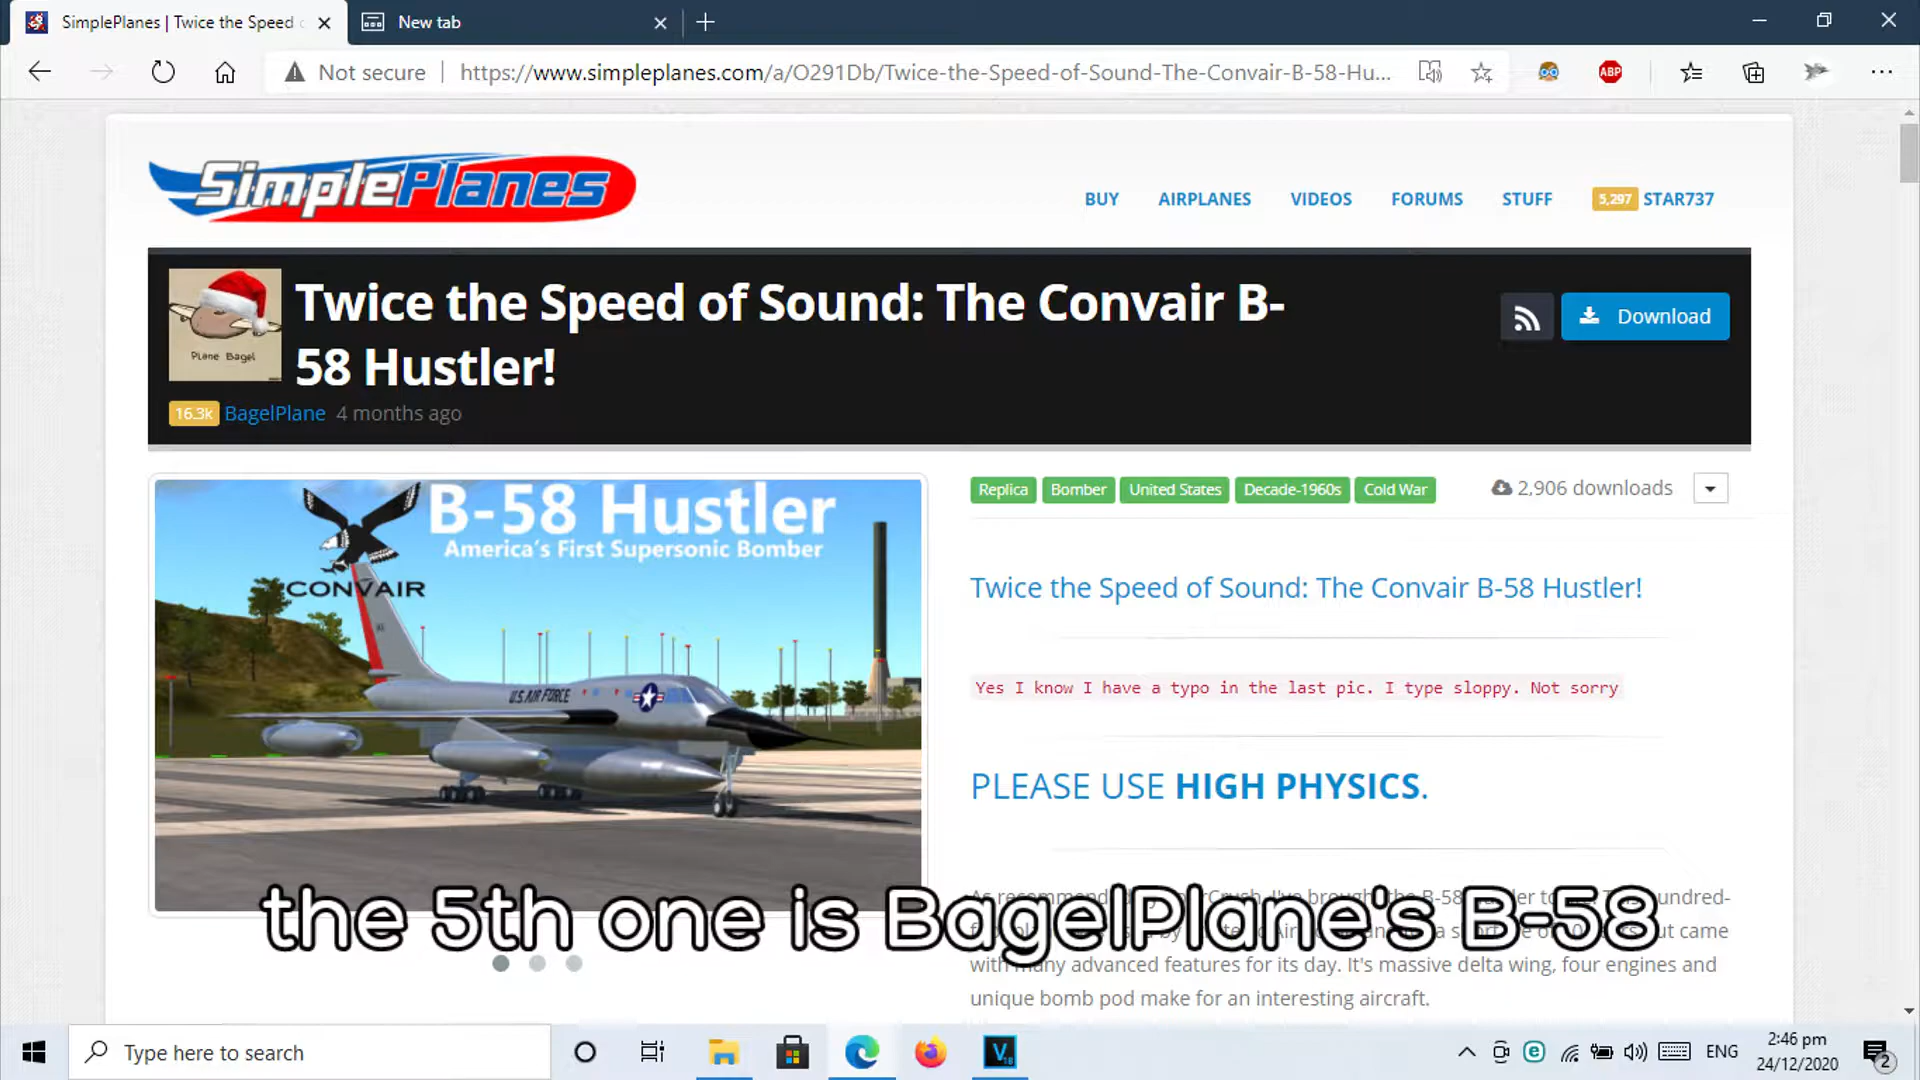 SimplePlanes | Twice the Speed o
New tab
Not secure
https://www.simpleplanes.com/a/O291Db/Twice-the-Speed-of-Sound-The-Convair-B-58-Hu...
ABP
SimplePlanes
BUY AIRPLANES VIDEOS FORUMS STUFF 5,297 STAR737
Twice the Speed of Sound: The Convair B-
58 Hustler!
Plane Bagel
Download
16.3k BagelPlane 4 months ago
B-58 Hustler
America's First Supersonic Bomber
CONVAIR
U.S. AIR FORCE
Replica Bomber United States Decade-1960s Cold War 2,906 downloads
Twice the Speed of Sound: The Convair B-58 Hustler!
Yes I know I have a typo in the last pic. I type sloppy. Not sorry
PLEASE USE HIGH PHYSICS.
the 5th one is BagelPlane's B-58
with many advanced features for its day. It's massive delta wing, four engines and
unique bomb pod make for an interesting aircraft.
Type here to search
V
18
ENG
2:46 pm
24/12/2020
2